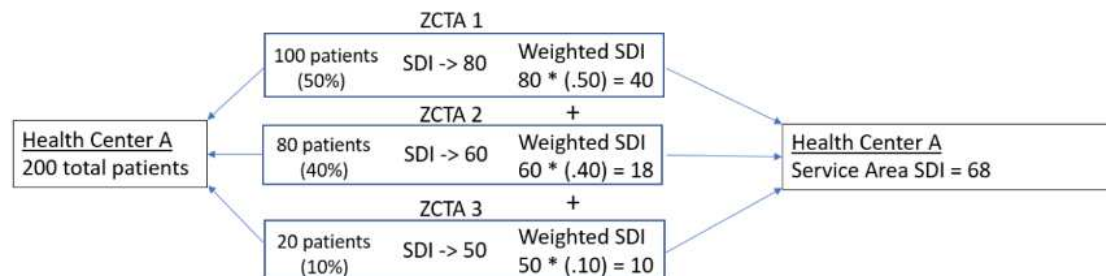 ZCTA 1
100 patients
(50%)
SDI -> 80
Weighted SDI
80 * (.50) = 40
+
Health Center A
200 total patients
ZCTA 2
80 patients
(40%)
SDI -> 60
Weighted SDI
60 * (.40) = 18
+
Health Center A
Service Area SDI = 68
ZCTA 3
20 patients
(10%)
SDI -> 50
Weighted SDI
50 * (.10) = 10